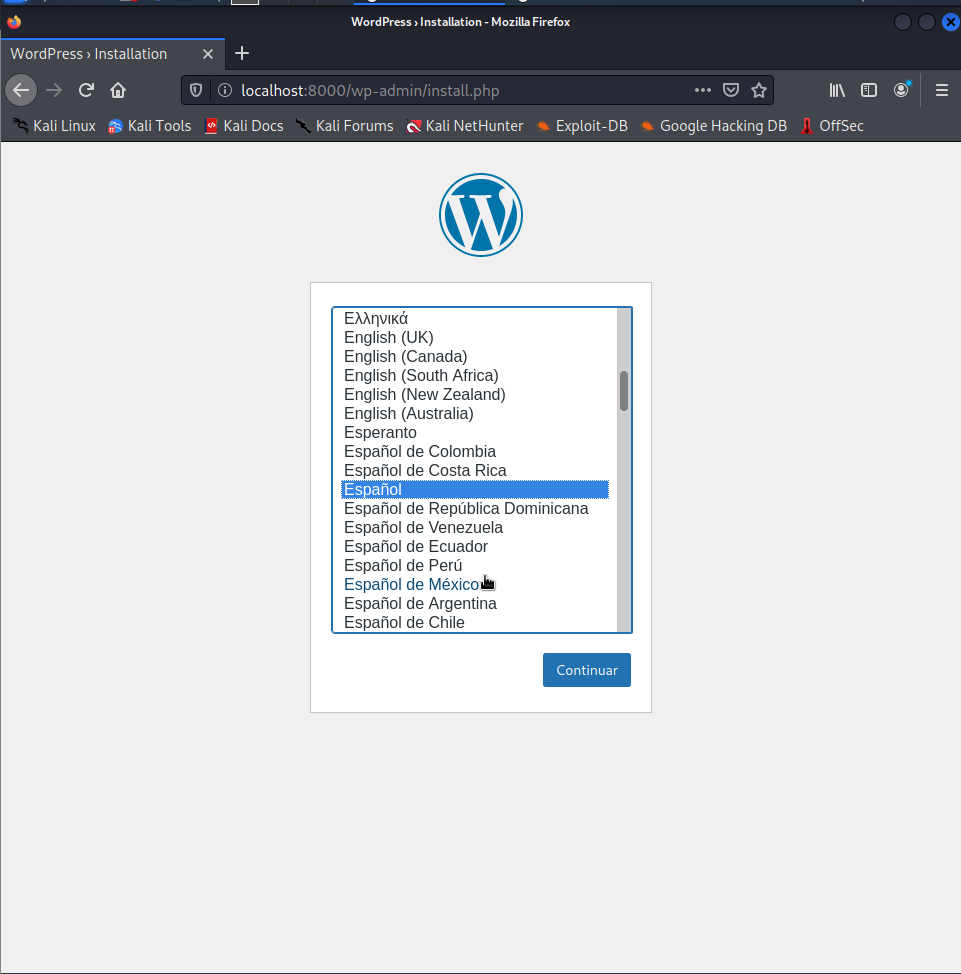 WordPress › Installation - Mozilla Firefox
WordPress › Installation
localhost:8000/wp-admin/install.php
Kali Linux Kali Tools Kali Docs Kali Forums Kali NetHunter Exploit-DB Google Hacking DB OffSec
Ελληνικά
English (UK)
English (Canada)
English (South Africa)
English (New Zealand)
English (Australia)
Esperanto
Español de Colombia
Español de Costa Rica
Español
Español de República Dominicana
Español de Venezuela
Español de Ecuador
Español de Perú
Español de México
Español de Argentina
Español de Chile
Continuar